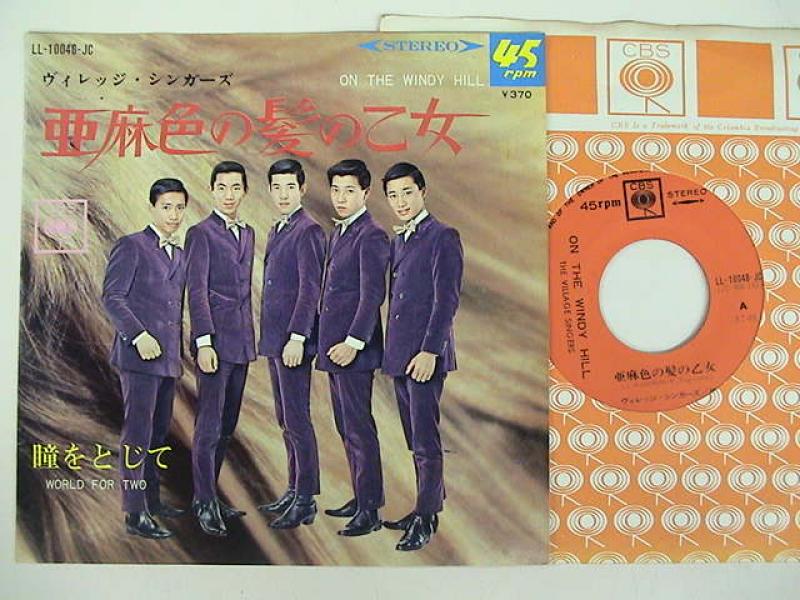 LL-10048-JC
STEREO
45
rpm
¥370
ヴィレッジ・シンガーズ
ON THE WINDY HILL
亜麻色の髪の乙女
瞳をとじて
WORLD FOR TWO
CBS
CBS Is a Trademark of the Columbia Broadcasting
CBS
45rpm
STEREO
ON THE WINDY HILL
THE VILLAGE SINGERS
LL-10048-JC
A
亜麻色の髪の乙女
ヴィレッジ・シンガーズ